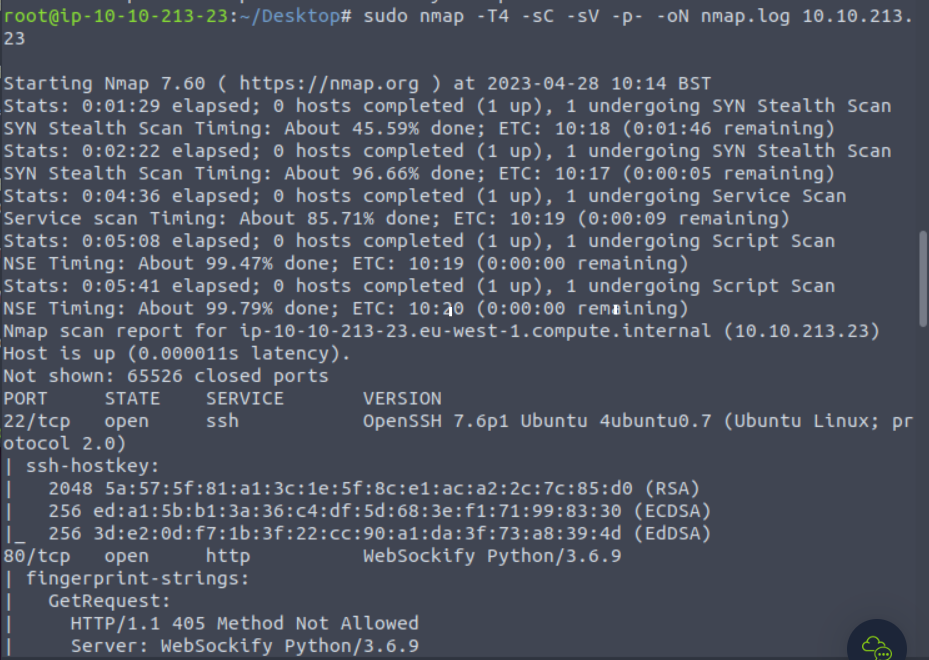 root@ip-10-10-213-23:~/Desktop# sudo nmap -T4 -sC -sV -p- -oN nmap.log 10.10.213.
23
Starting Nmap 7.60 ( https://nmap.org ) at 2023-04-28 10:14 BST
Stats: 0:01:29 elapsed; 0 hosts completed (1 up), 1 undergoing SYN Stealth Scan
SYN Stealth Scan Timing: About 45.59% done; ETC: 10:18 (0:01:46 remaining)
Stats: 0:02:22 elapsed; 0 hosts completed (1 up), 1 undergoing SYN Stealth Scan
SYN Stealth Scan Timing: About 96.66% done; ETC: 10:17 (0:00:05 remaining)
Stats: 0:04:36 elapsed; 0 hosts completed (1 up), 1 undergoing Service Scan
Service scan Timing: About 85.71% done; ETC: 10:19 (0:00:09 remaining)
Stats: 0:05:08 elapsed; 0 hosts completed (1 up), 1 undergoing Script Scan
NSE Timing: About 99.47% done; ETC: 10:19 (0:00:00 remaining)
Stats: 0:05:41 elapsed; 0 hosts completed (1 up), 1 undergoing Script Scan
NSE Timing: About 99.79% done; ETC: 10:20 (0:00:00 remaining)
Nmap scan report for ip-10-10-213-23.eu-west-1.compute.internal (10.10.213.23)
Host is up (0.000011s latency).
Not shown: 65526 closed ports
PORT     STATE    SERVICE       VERSION
22/tcp   open     ssh           OpenSSH 7.6p1 Ubuntu 4ubuntu0.7 (Ubuntu Linux; pr
otocol 2.0)
| ssh-hostkey:
|   2048 5a:57:5f:81:a1:3c:1e:5f:8c:e1:ac:a2:2c:7c:85:d0 (RSA)
|   256 ed:a1:5b:b1:3a:36:c4:df:5d:68:3e:f1:71:99:83:30 (ECDSA)
|_  256 3d:e2:0d:f7:1b:3f:22:cc:90:a1:da:3f:73:a8:39:4d (EdDSA)
80/tcp   open     http          WebSockify Python/3.6.9
| fingerprint-strings:
|   GetRequest:
|     HTTP/1.1 405 Method Not Allowed
|     Server: WebSockify Python/3.6.9